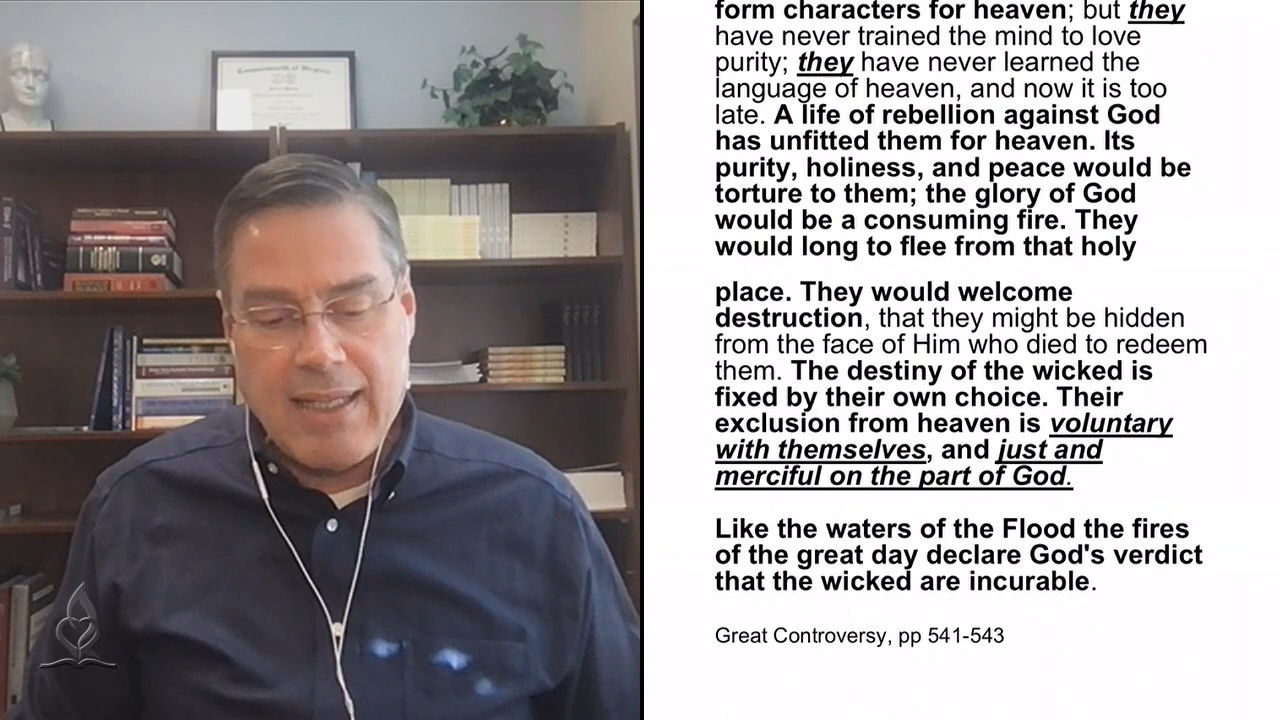 Commonwealth of Virginia
form characters for heaven; but they
have never trained the mind to love
purity; they have never learned the
language of heaven, and now it is too
late. A life of rebellion against God
has unfitted them for heaven. Its
purity, holiness, and peace would be
torture to them; the glory of God
would be a consuming fire. They
would long to flee from that holy
place. They would welcome
destruction, that they might be hidden
from the face of Him who died to redeem
them. The destiny of the wicked is
fixed by their own choice. Their
exclusion from heaven is voluntary
with themselves, and just and
merciful on the part of God.
Like the waters of the Flood the fires
of the great day declare God's verdict
that the wicked are incurable.
Great Controversy, pp 541-543